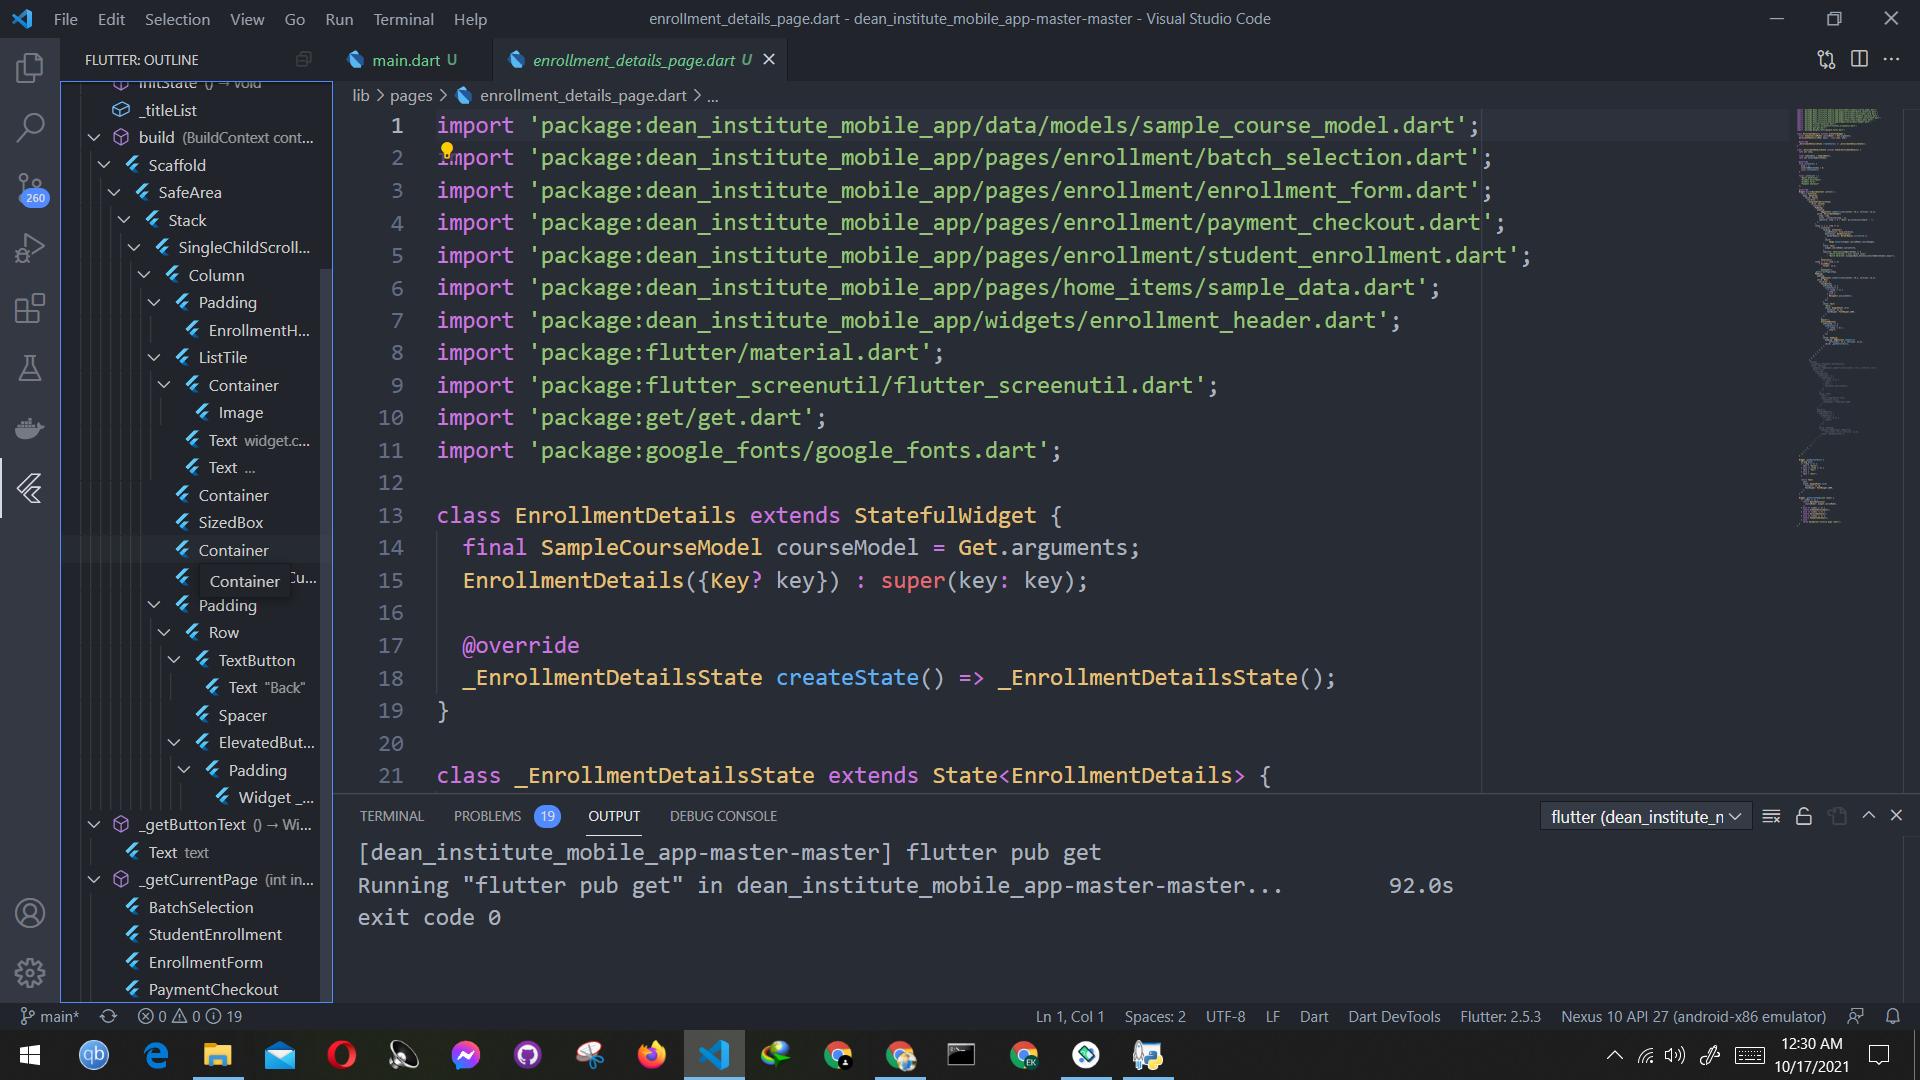 File Edit Selection View Go Run Terminal Help
enrollment_details_page.dart - dean_institute_mobile_app-master-master - Visual Studio Code
FLUTTER: OUTLINE
main.dart U
enrollment_details_page.dart U
lib > pages > enrollment_details_page.dart > ...
initState () → void
_titleList
build (BuildContext cont...
Scaffold
SafeArea
Stack
SingleChildScroll...
Column
Padding
EnrollmentH...
ListTile
Container
Image
Text widget.c...
Text ...
Container
SizedBox
Container
Container
Cu...
Padding
Row
TextButton
Text "Back"
Spacer
ElevatedBut...
Padding
Widget _...
_getButtonText () → Wi...
Text text
_getCurrentPage (int in...
BatchSelection
StudentEnrollment
EnrollmentForm
PaymentCheckout
260
1 import 'package:dean_institute_mobile_app/data/models/sample_course_model.dart';
2 import 'package:dean_institute_mobile_app/pages/enrollment/batch_selection.dart';
3 import 'package:dean_institute_mobile_app/pages/enrollment/enrollment_form.dart';
4 import 'package:dean_institute_mobile_app/pages/enrollment/payment_checkout.dart';
5 import 'package:dean_institute_mobile_app/pages/enrollment/student_enrollment.dart';
6 import 'package:dean_institute_mobile_app/pages/home_items/sample_data.dart';
7 import 'package:dean_institute_mobile_app/widgets/enrollment_header.dart';
8 import 'package:flutter/material.dart';
9 import 'package:flutter_screenutil/flutter_screenutil.dart';
10 import 'package:get/get.dart';
11 import 'package:google_fonts/google_fonts.dart';
12
13 class EnrollmentDetails extends StatefulWidget {
14 final SampleCourseModel courseModel = Get.arguments;
15 EnrollmentDetails({Key? key}) : super(key: key);
16
17 @override
18 _EnrollmentDetailsState createState() => _EnrollmentDetailsState();
19 }
20
21 class _EnrollmentDetailsState extends State<EnrollmentDetails> {
TERMINAL PROBLEMS 19 OUTPUT DEBUG CONSOLE
flutter (dean_institute_m
[dean_institute_mobile_app-master-master] flutter pub get
Running "flutter pub get" in dean_institute_mobile_app-master-master... 92.0s
exit code 0
main* 0 0 19
Ln 1, Col 1 Spaces: 2 UTF-8 LF Dart Dart DevTools Flutter: 2.5.3 Nexus 10 API 27 (android-x86 emulator)
qb
EK
12:30 AM
10/17/2021